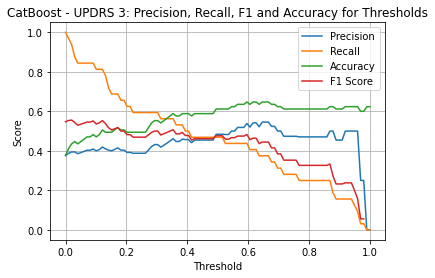 CatBoost - UPDRS 3: Precision, Recall, F1 and Accuracy for Thresholds
1.0
0.8
0.6
0.4
0.2
0.0
Score
Precision
Recall
Accuracy
F1 Score
0.0 0.2 0.4 0.6 0.8 1.0
Threshold